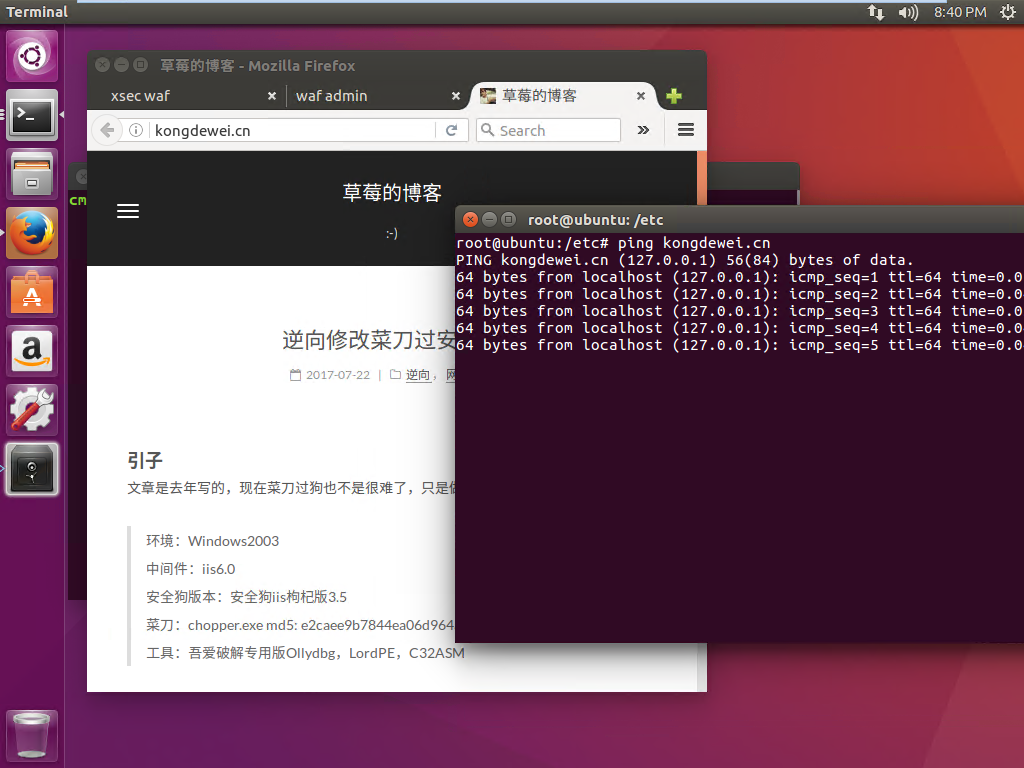 Terminal
8:40 PM
草莓的博客 - Mozilla Firefox
xsec waf
waf admin
草莓的博客
kongdewei.cn
Search
草莓的博客
:-)
逆向修改菜刀过安
2017-07-22 | 逆向，网
引子
文章是去年写的，现在菜刀过狗也不是很难了，只是做
环境：Windows2003
中间件：iis6.0
安全狗版本：安全狗iis枸杞版3.5
菜刀：chopper.exe md5: e2caee9b7844ea06d964
工具：吾爱破解专用版Ollydbg，LordPE，C32ASM
cm
root@ubuntu: /etc
root@ubuntu:/etc# ping kongdewei.cn
PING kongdewei.cn (127.0.0.1) 56(84) bytes of data.
64 bytes from localhost (127.0.0.1): icmp_seq=1 ttl=64 time=0.0
64 bytes from localhost (127.0.0.1): icmp_seq=2 ttl=64 time=0.0
64 bytes from localhost (127.0.0.1): icmp_seq=3 ttl=64 time=0.0
64 bytes from localhost (127.0.0.1): icmp_seq=4 ttl=64 time=0.0
64 bytes from localhost (127.0.0.1): icmp_seq=5 ttl=64 time=0.0